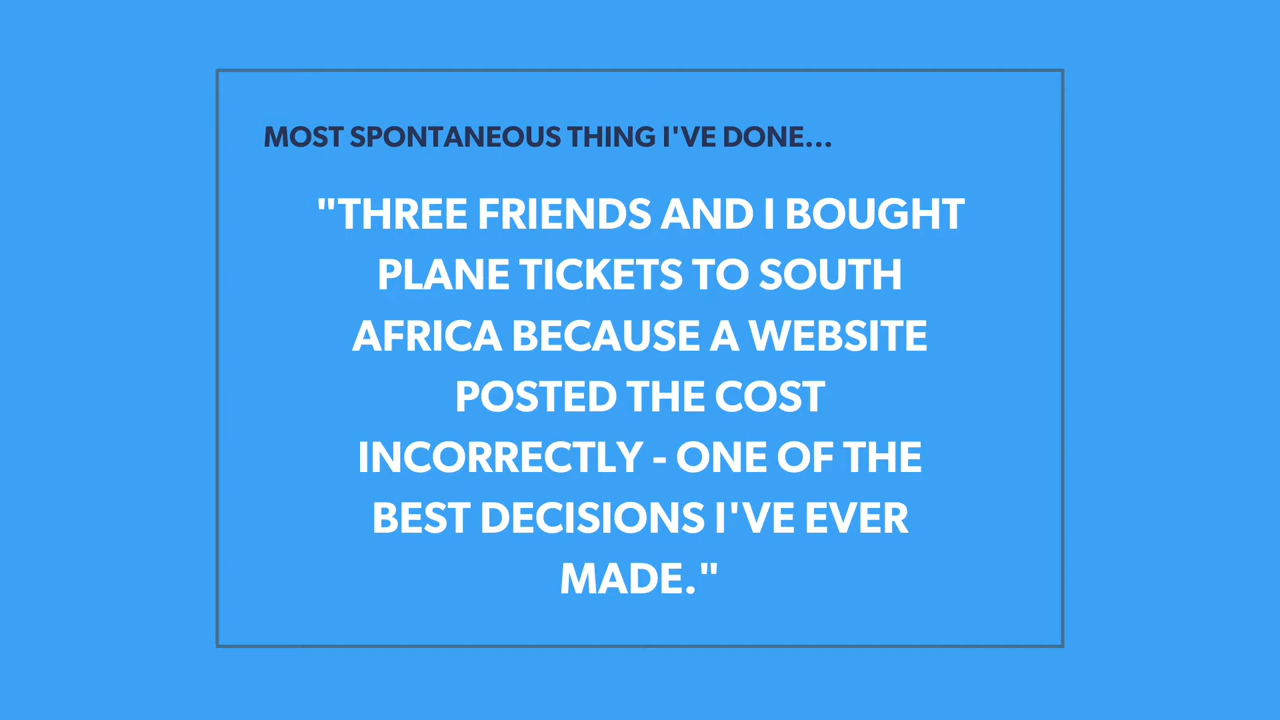 MOST SPONTANEOUS THING I'VE DONE...
"THREE FRIENDS AND I BOUGHT
PLANE TICKETS TO SOUTH
AFRICA BECAUSE A WEBSITE
POSTED THE COST
INCORRECTLY - ONE OF THE
BEST DECISIONS I'VE EVER
MADE."